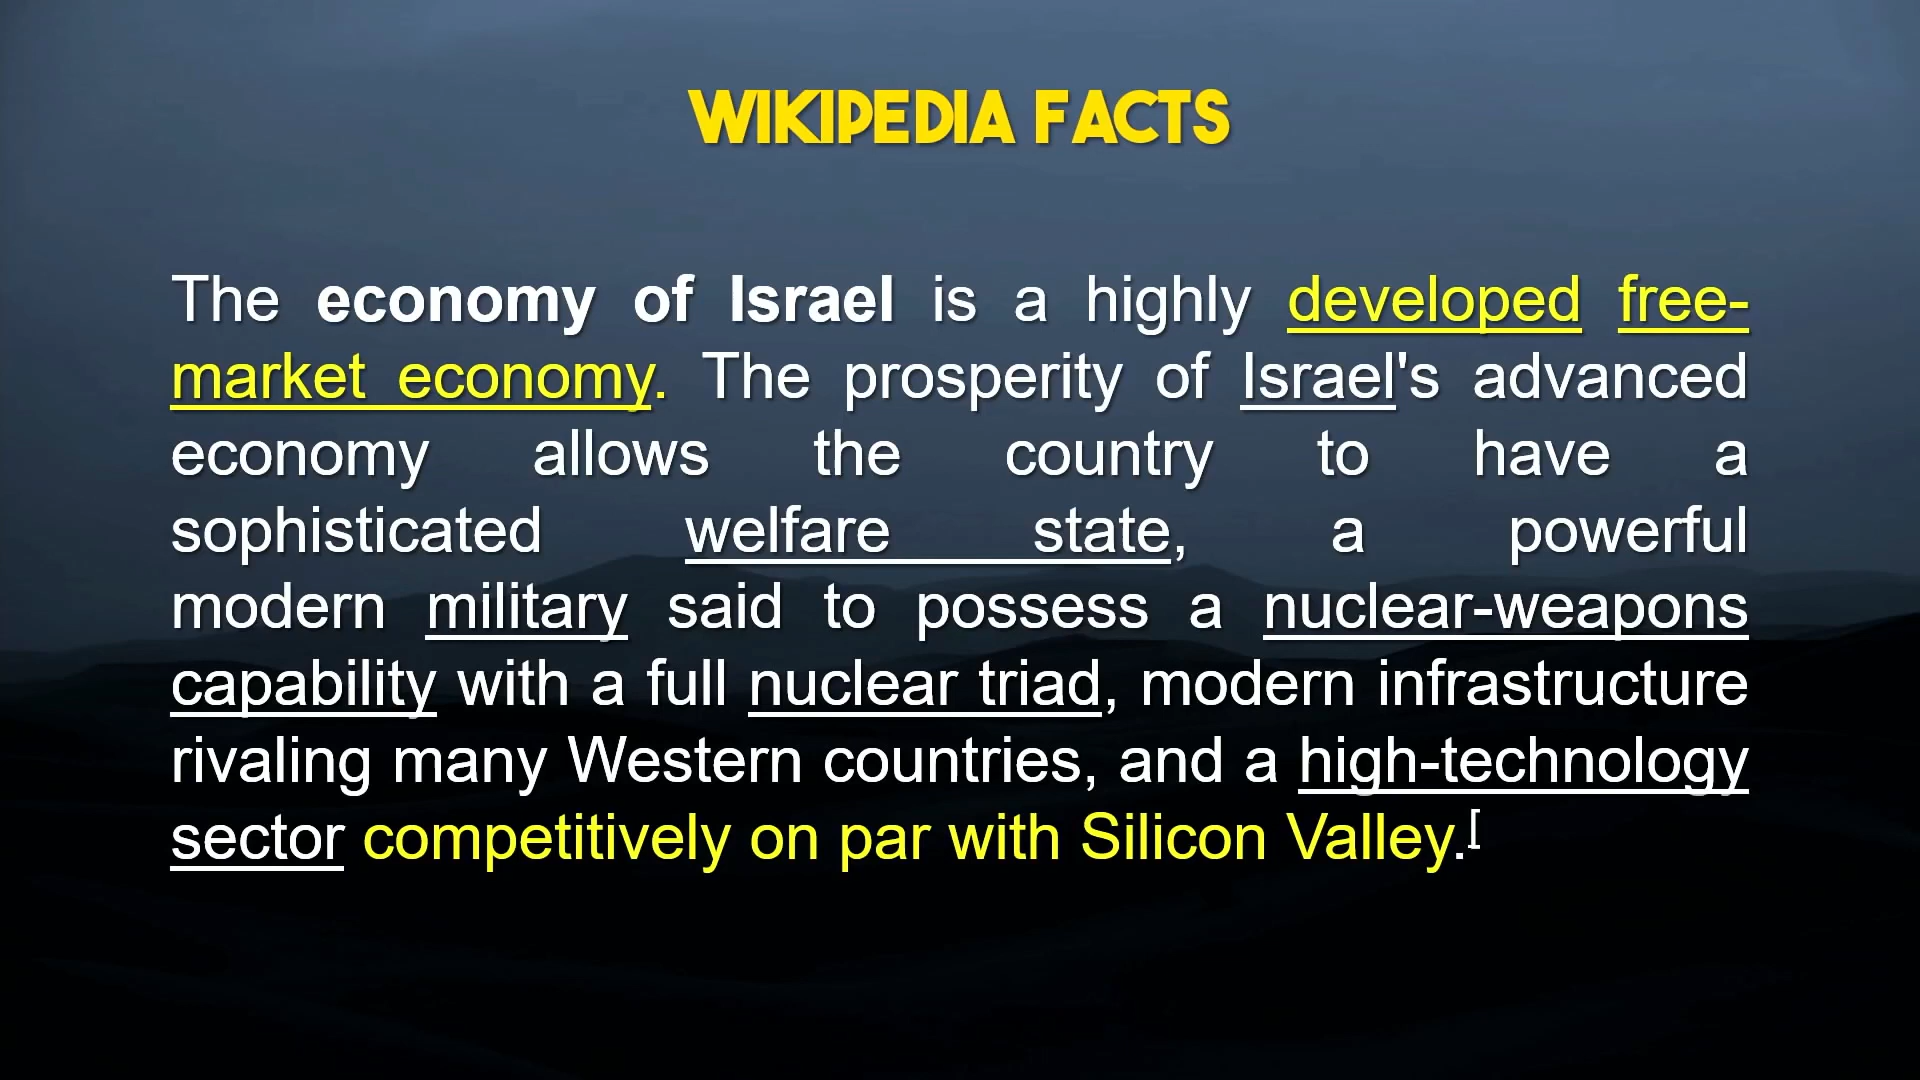 WIKIPEDIA FACTS
The economy of Israel is a highly developed free-
market economy. The prosperity of Israel's advanced
economy allows the country to have a
sophisticated welfare state, a powerful
modern military said to possess a nuclear-weapons
capability with a full nuclear triad, modern infrastructure
rivaling many Western countries, and a high-technology
sector competitively on par with Silicon Valley.[